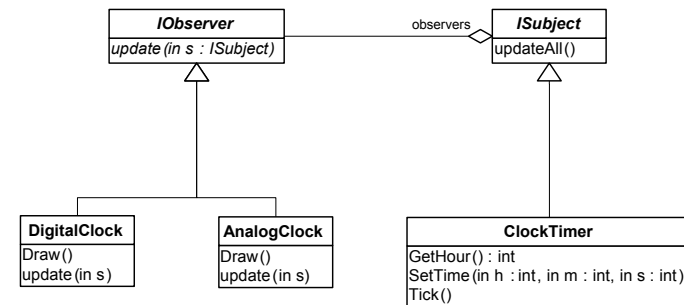 IObserver
update(in s : ISubject)
observers
ISubject
updateAll()
DigitalClock
Draw()
update(in s)
AnalogClock
Draw()
update(in s)
ClockTimer
GetHour() : int
SetTime(in h : int, in m : int, in s : int)
Tick()